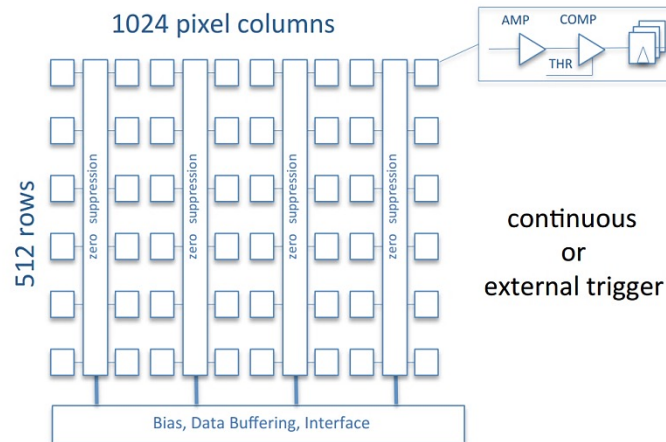 1024 pixel columns
AMP
COMP
THR
512 rows
zero suppression
zero suppression
zero suppression
zero suppression
continuous
or
external trigger
Bias, Data Buffering, Interface